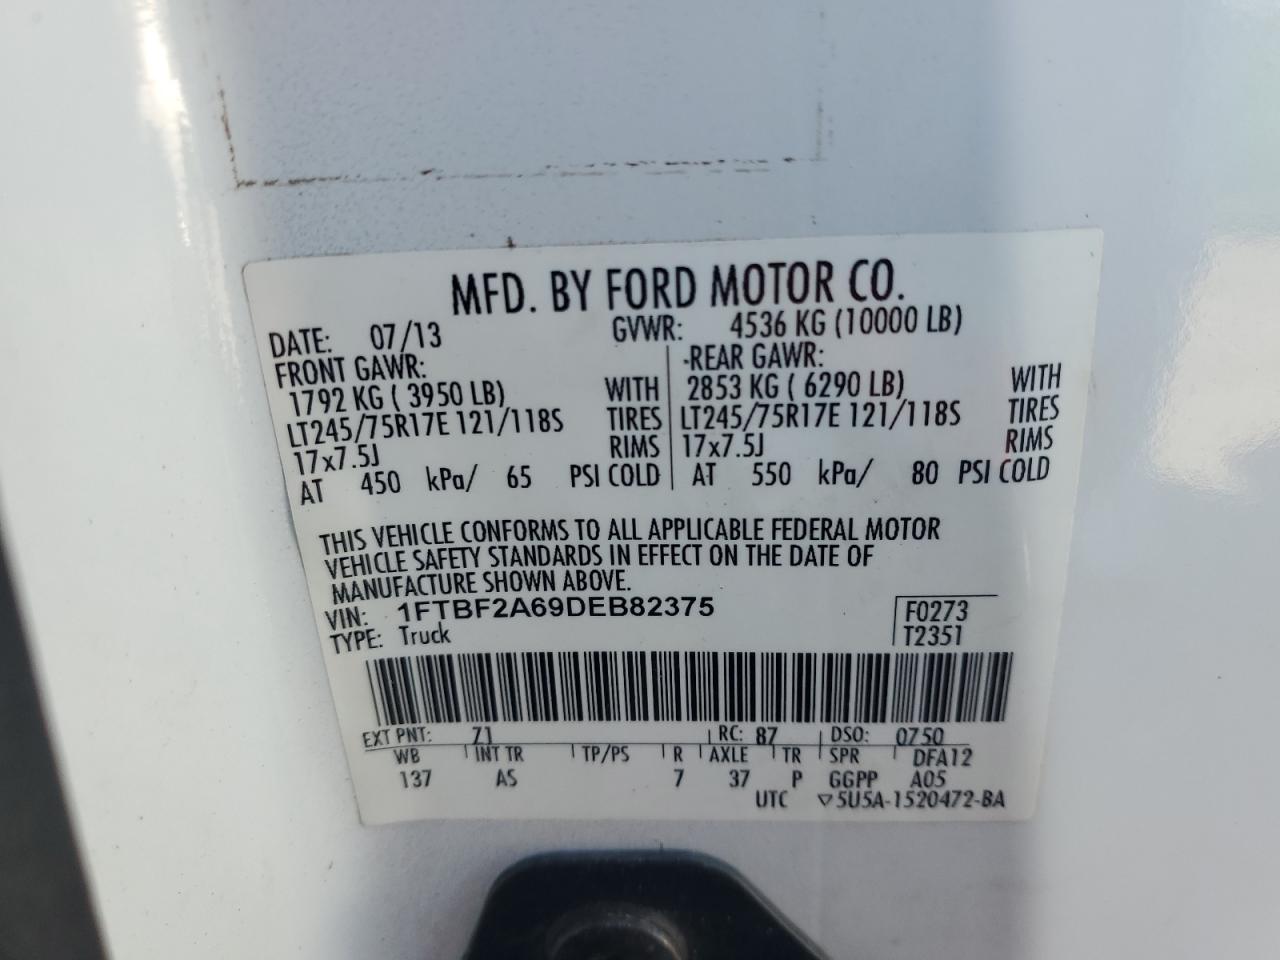 MFD. BY FORD MOTOR CO.
DATE: 07/13 GVWR: 4536 KG (10000 LB)
FRONT GAWR: -REAR GAWR:
1792 KG ( 3950 LB) WITH 2853 KG ( 6290 LB) WITH
LT245/75R17E 121/118S TIRES LT245/75R17E 121/118S TIRES
17x7.5J RIMS 17x7.5J RIMS
AT 450 kPa/ 65 PSI COLD AT 550 kPa/ 80 PSI COLD
THIS VEHICLE CONFORMS TO ALL APPLICABLE FEDERAL MOTOR
VEHICLE SAFETY STANDARDS IN EFFECT ON THE DATE OF
MANUFACTURE SHOWN ABOVE.
VIN: 1FTBF2A69DEB82375 F0273
TYPE: Truck T2351
EXT PNT: Z1 RC: 87 DSO: 0750
WB INT TR TP/PS R AXLE TR SPR DFA12
137 AS 7 37 P GGPP A05
UTC ▽5U5A-1520472-BA